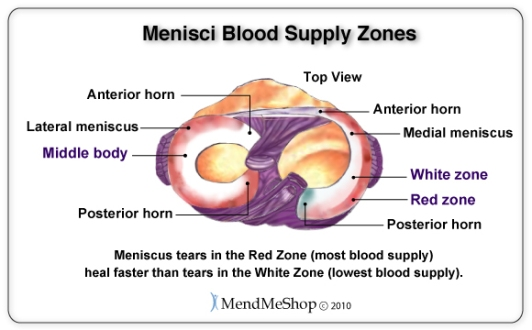 Menisci Blood Supply Zones
Top View
Anterior horn
Anterior horn
Lateral meniscus
Medial meniscus
Middle body
White zone
Red zone
Posterior horn
Posterior horn
Meniscus tears in the Red Zone (most blood supply)
heal faster than tears in the White Zone (lowest blood supply).
MendMeShop © 2010